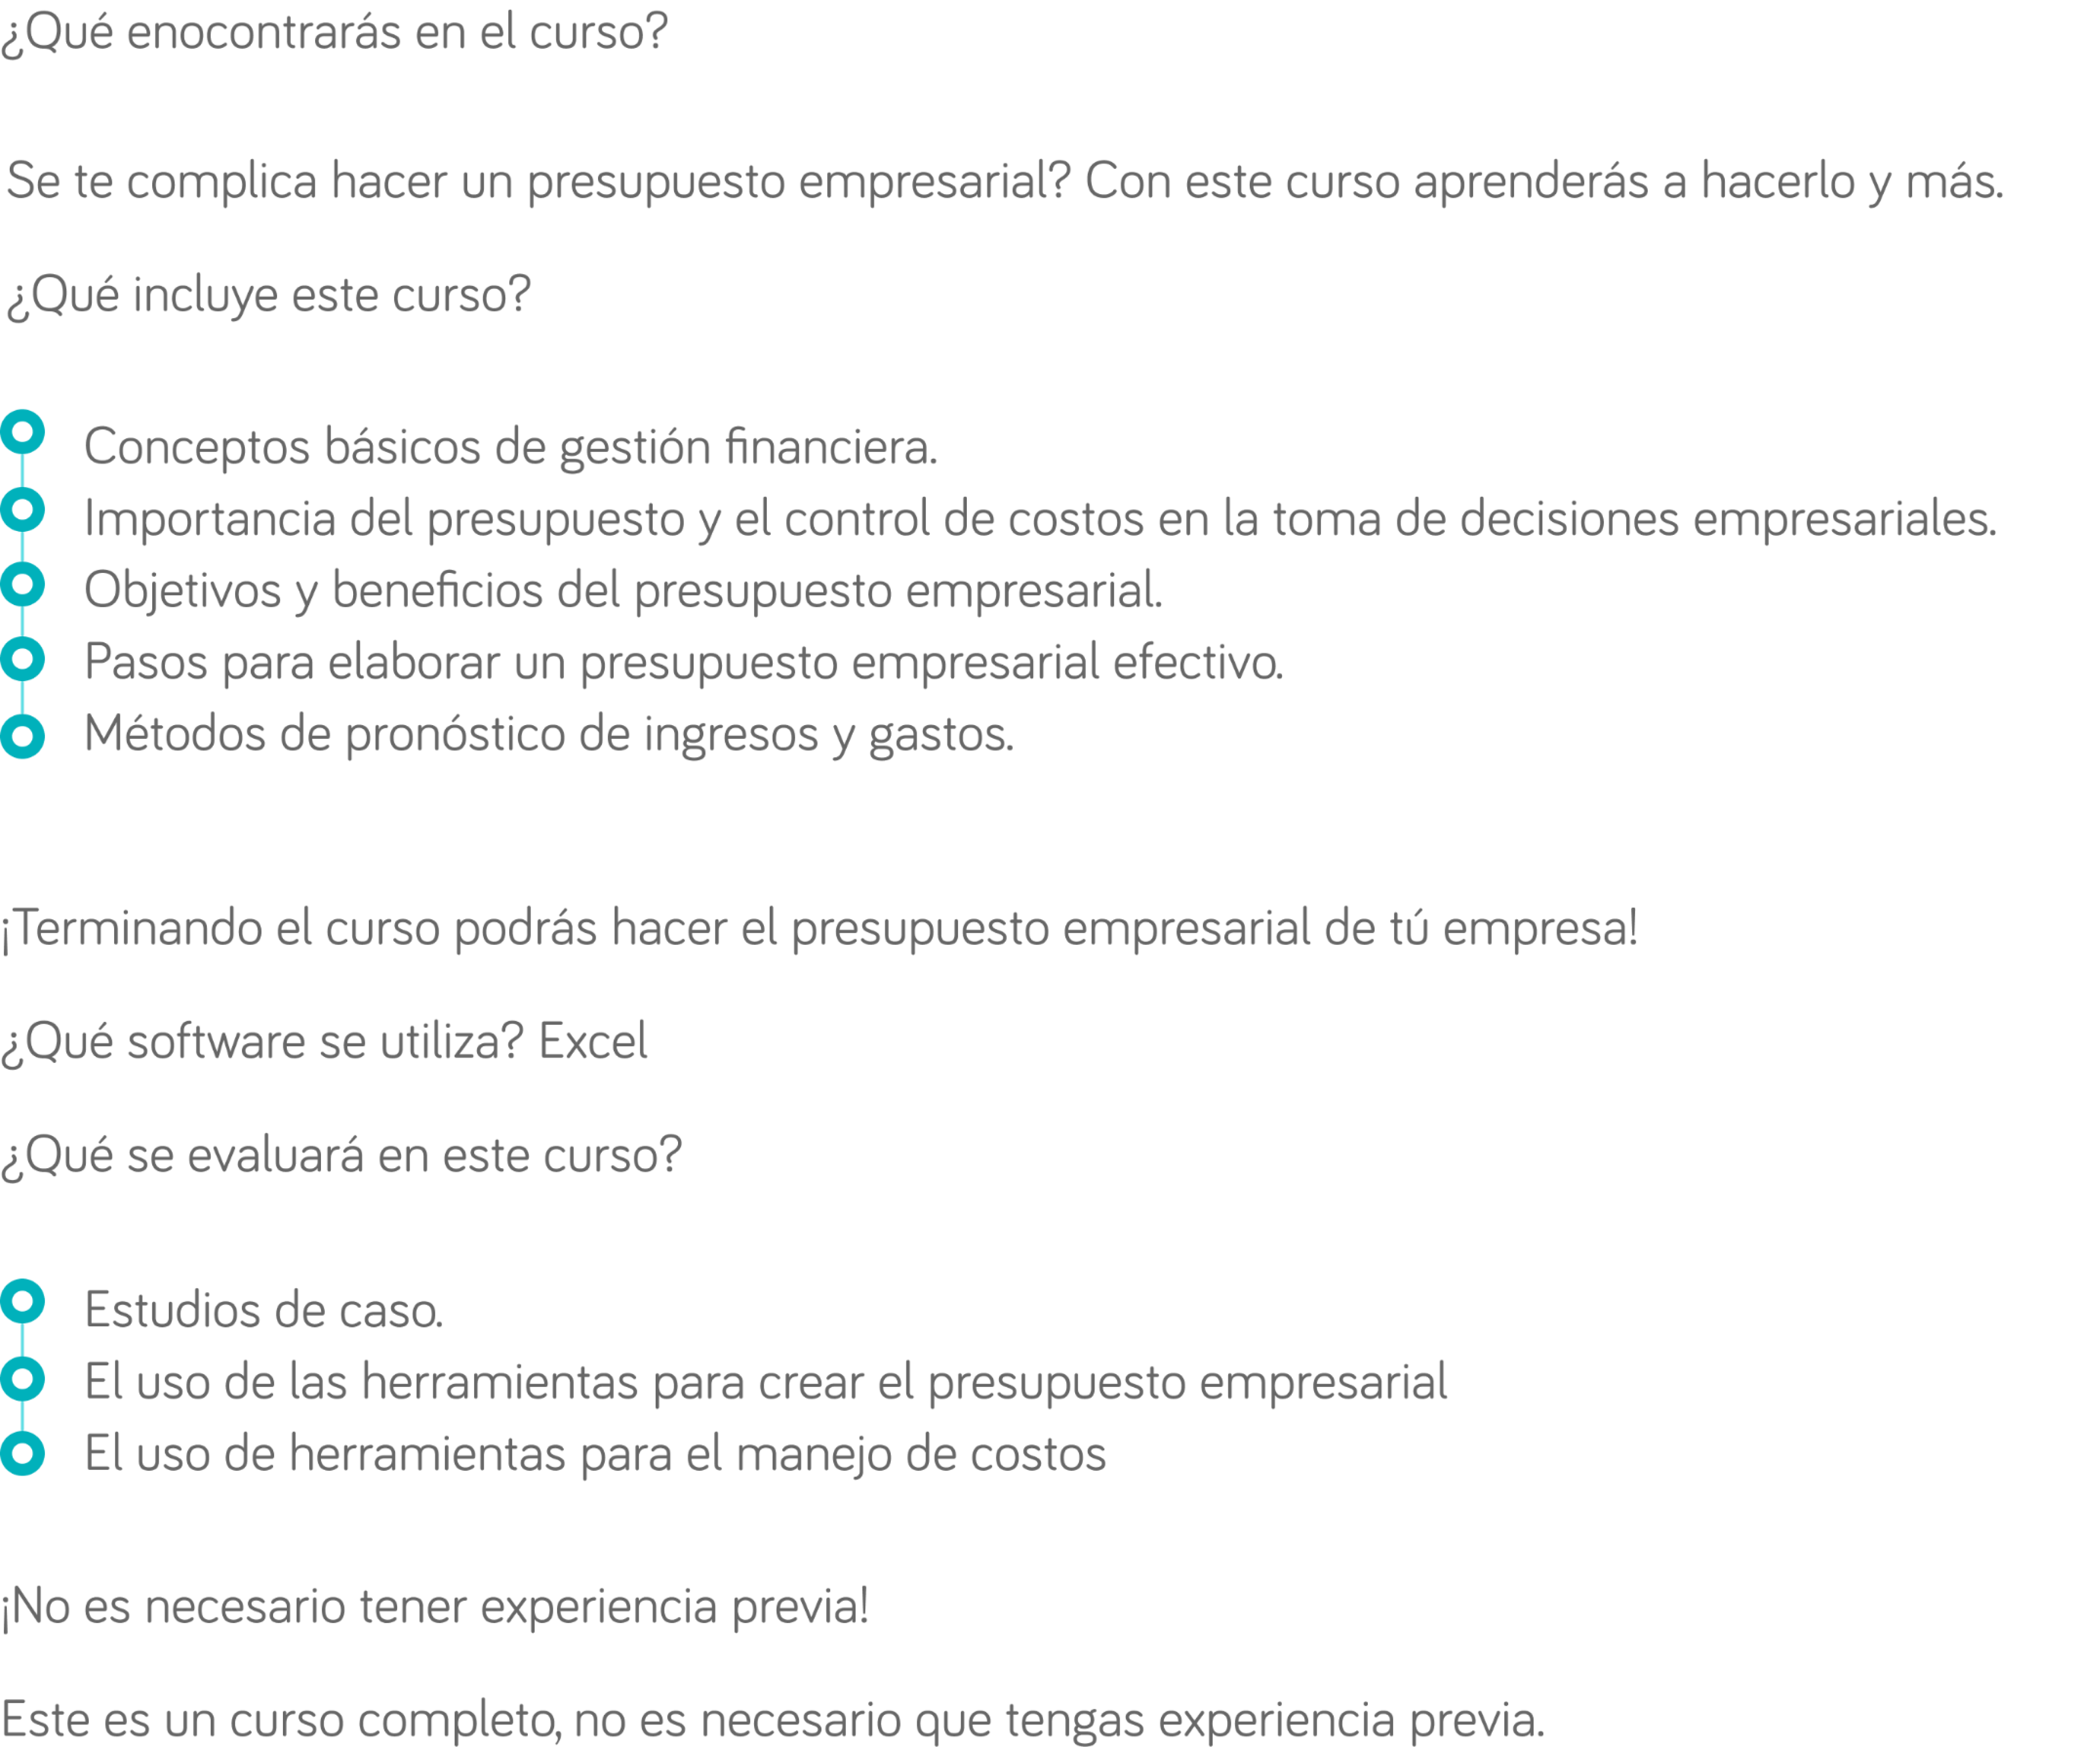 ¿Qué enocontrarás en el curso?
Se te complica hacer un presupuesto empresarial? Con este curso aprenderás a hacerlo y más.
¿Qué incluye este curso?
Conceptos básicos de gestión financiera.
Importancia del presupuesto y el control de costos en la toma de decisiones empresariales.
Objetivos y beneficios del presupuesto empresarial.
Pasos para elaborar un presupuesto empresarial efectivo.
Métodos de pronóstico de ingresos y gastos.
¡Terminando el curso podrás hacer el presupuesto empresarial de tú empresa!
¿Qué software se utiliza? Excel
¿Qué se evaluará en este curso?
Estudios de caso.
El uso de las herramientas para crear el presupuesto empresarial
El uso de herramientas para el manejo de costos
¡No es necesario tener experiencia previa!
Este es un curso completo, no es necesario que tengas experiencia previa.